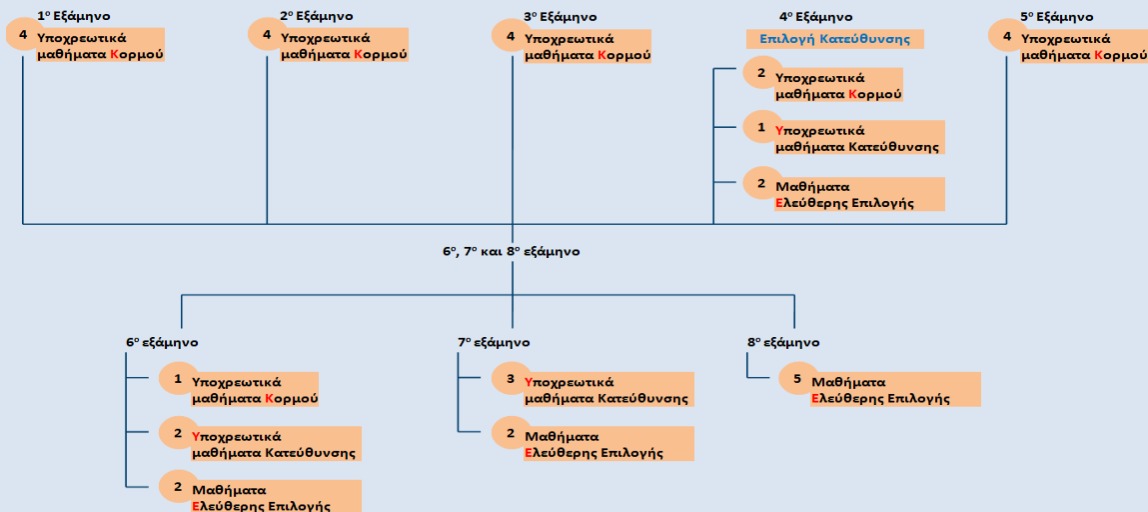 1ο Εξάμηνο
4 Υποχρεωτικά
μαθήματα Κορμού
2ο Εξάμηνο
4 Υποχρεωτικά
μαθήματα Κορμού
3ο Εξάμηνο
4 Υποχρεωτικά
μαθήματα Κορμού
4ο Εξάμηνο
Επιλογή Κατεύθυνσης
2 Υποχρεωτικά
μαθήματα Κορμού
1 Υποχρεωτικά
μαθήματα Κατεύθυνσης
2 Μαθήματα
Ελεύθερης Επιλογής
5ο Εξάμηνο
4 Υποχρεωτικά
μαθήματα Κορμού
6ο, 7ο και 8ο εξάμηνο
6ο εξάμηνο
1 Υποχρεωτικά
μαθήματα Κορμού
2 Υποχρεωτικά
μαθήματα Κατεύθυνσης
2 Μαθήματα
Ελεύθερης Επιλογής
7ο εξάμηνο
3 Υποχρεωτικά
μαθήματα Κατεύθυνσης
2 Μαθήματα
Ελεύθερης Επιλογής
8ο εξάμηνο
5 Μαθήματα
Ελεύθερης Επιλογής